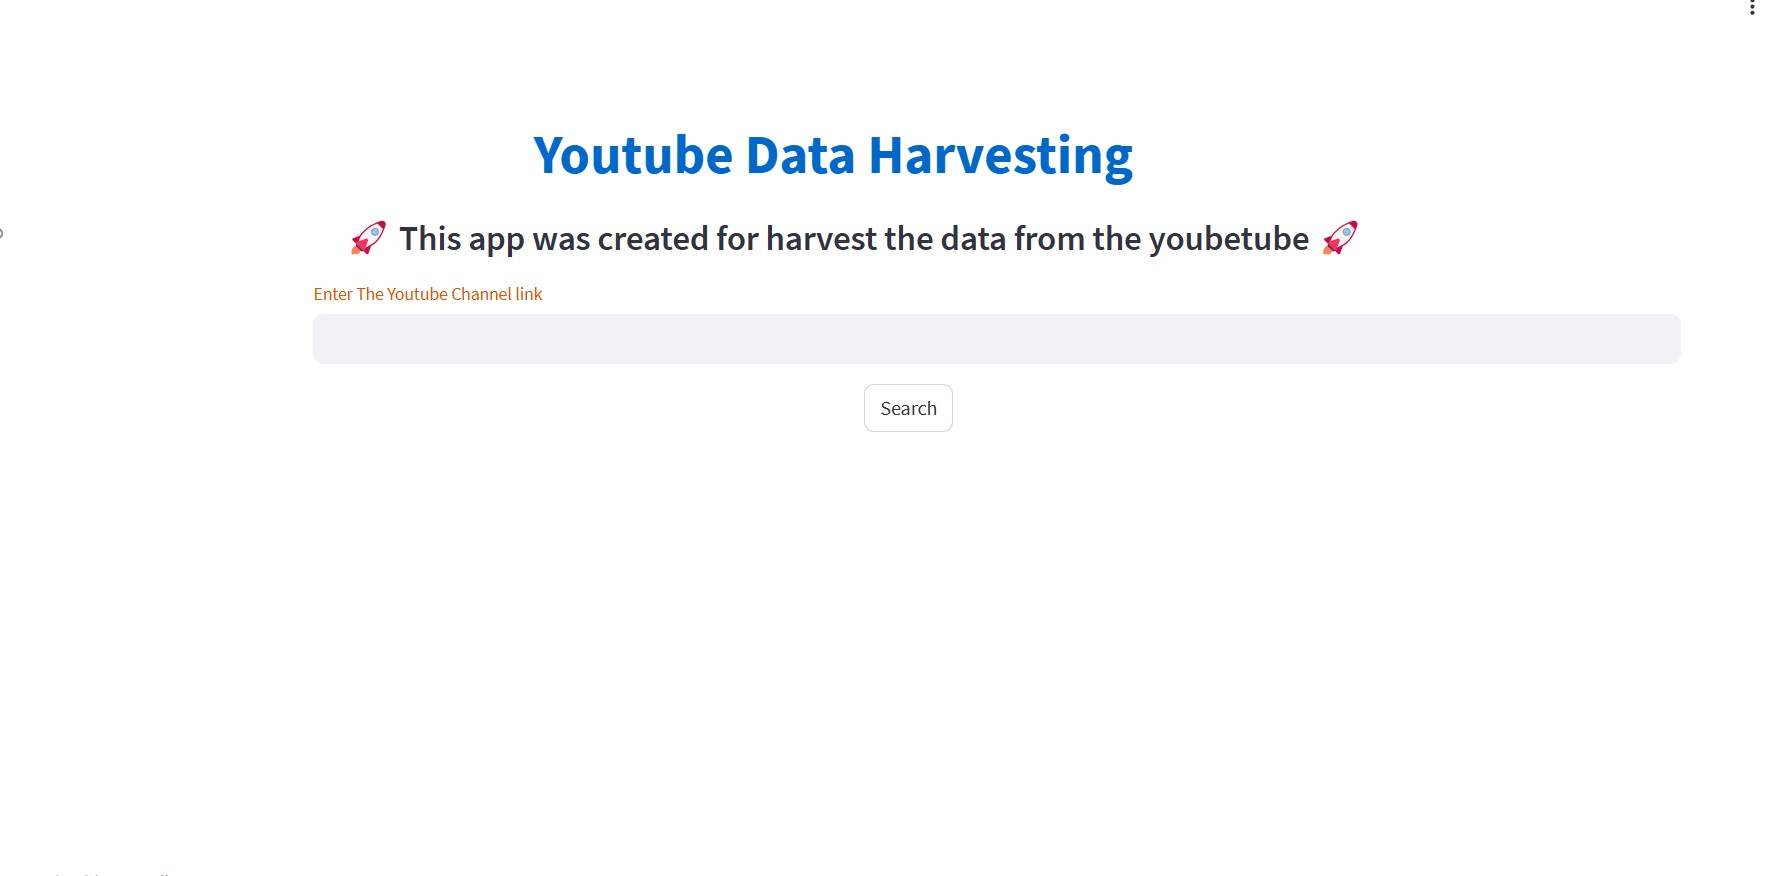 Youtube Data Harvesting
🚀 This app was created for harvest the data from the youbetube 🚀
Enter The Youtube Channel link
Search